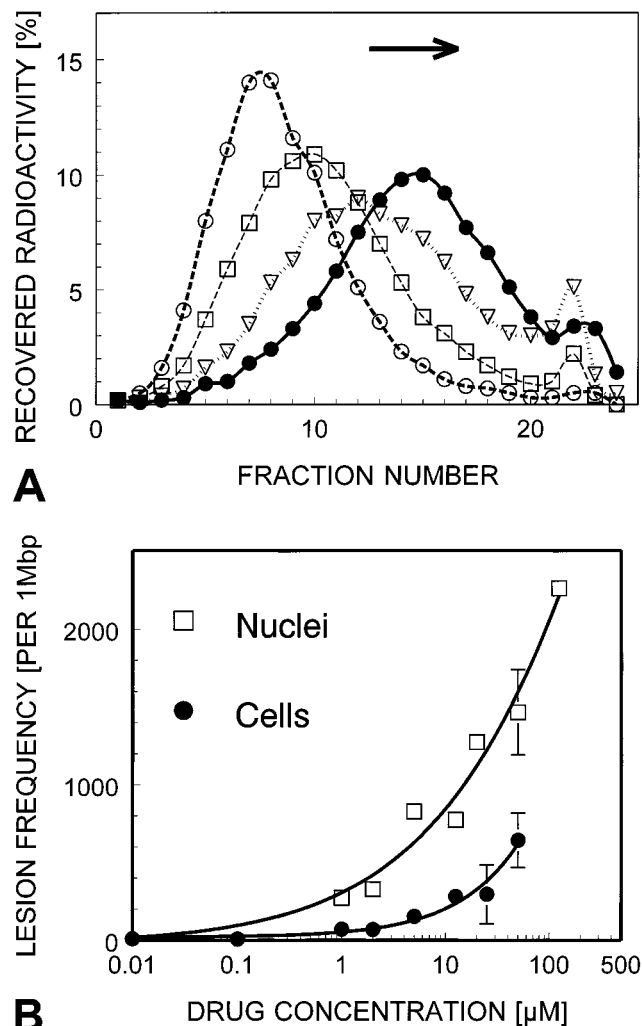 RECOVERED RADIOACTIVITY [%]
15
10
5
0
0
10
20
FRACTION NUMBER
A
LESION FREQUENCY [PER 1Mbp
2000
1000
0
Nuclei
Cells
0.01
0.1
1
10
100
500
DRUG CONCENTRATION [µM]
B